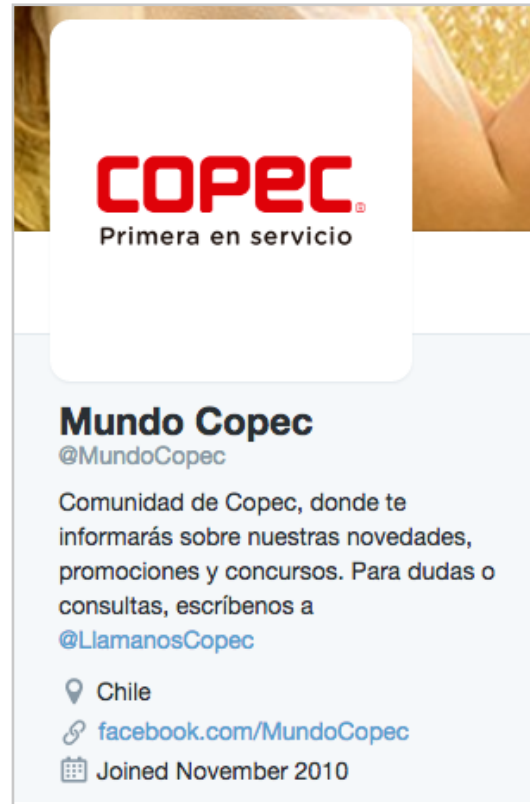 COPEC®
Primera en servicio
Mundo Copec
@MundoCopec
Comunidad de Copec, donde te
informarás sobre nuestras novedades,
promociones y concursos. Para dudas o
consultas, escríbenos a
@LlamanosCopec
Chile
facebook.com/MundoCopec
Joined November 2010